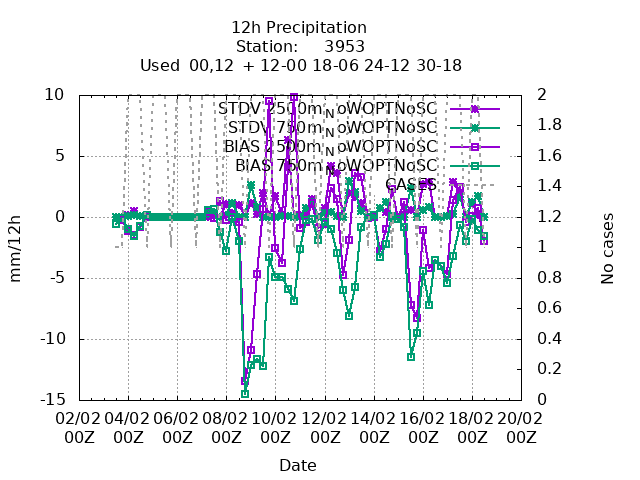 12h Precipitation
Station: 3953
Used 00,12 + 12-00 18-06 24-12 30-18
STDV 2500m_NoWOPTNoSC
STDV 750m_NoWOPTNoSC
BIAS 2500m_NoWOPTNoSC
BIAS 750m_NoWOPTNoSC
CASES
10
5
0
-5
-10
-15
mm/12h
2
1.8
1.6
1.4
1.2
1
0.8
0.6
0.4
0.2
0
No cases
02/02 04/02 06/02 08/02 10/02 12/02 14/02 16/02 18/02 20/02
00Z 00Z 00Z 00Z 00Z 00Z 00Z 00Z 00Z 00Z
Date